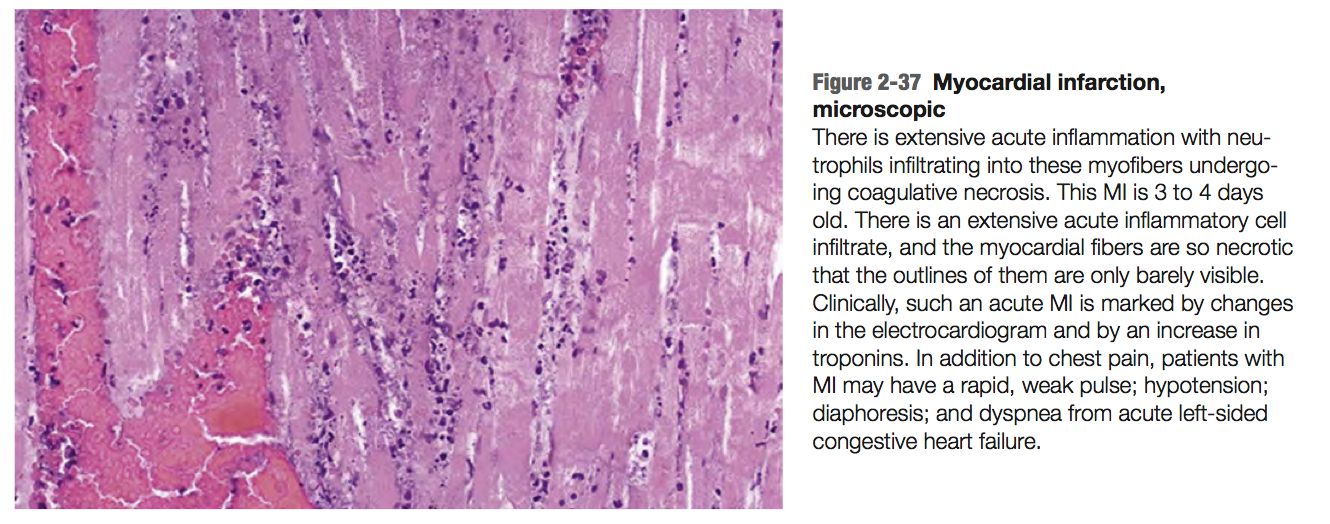 Figure 2-37 Myocardial infarction,
microscopic
There is extensive acute inflammation with neu-
trophils infiltrating into these myofibers undergo-
ing coagulative necrosis. This MI is 3 to 4 days
old. There is an extensive acute inflammatory cell
infiltrate, and the myocardial fibers are so necrotic
that the outlines of them are only barely visible.
Clinically, such an acute MI is marked by changes
in the electrocardiogram and by an increase in
troponins. In addition to chest pain, patients with
MI may have a rapid, weak pulse; hypotension;
diaphoresis; and dyspnea from acute left-sided
congestive heart failure.